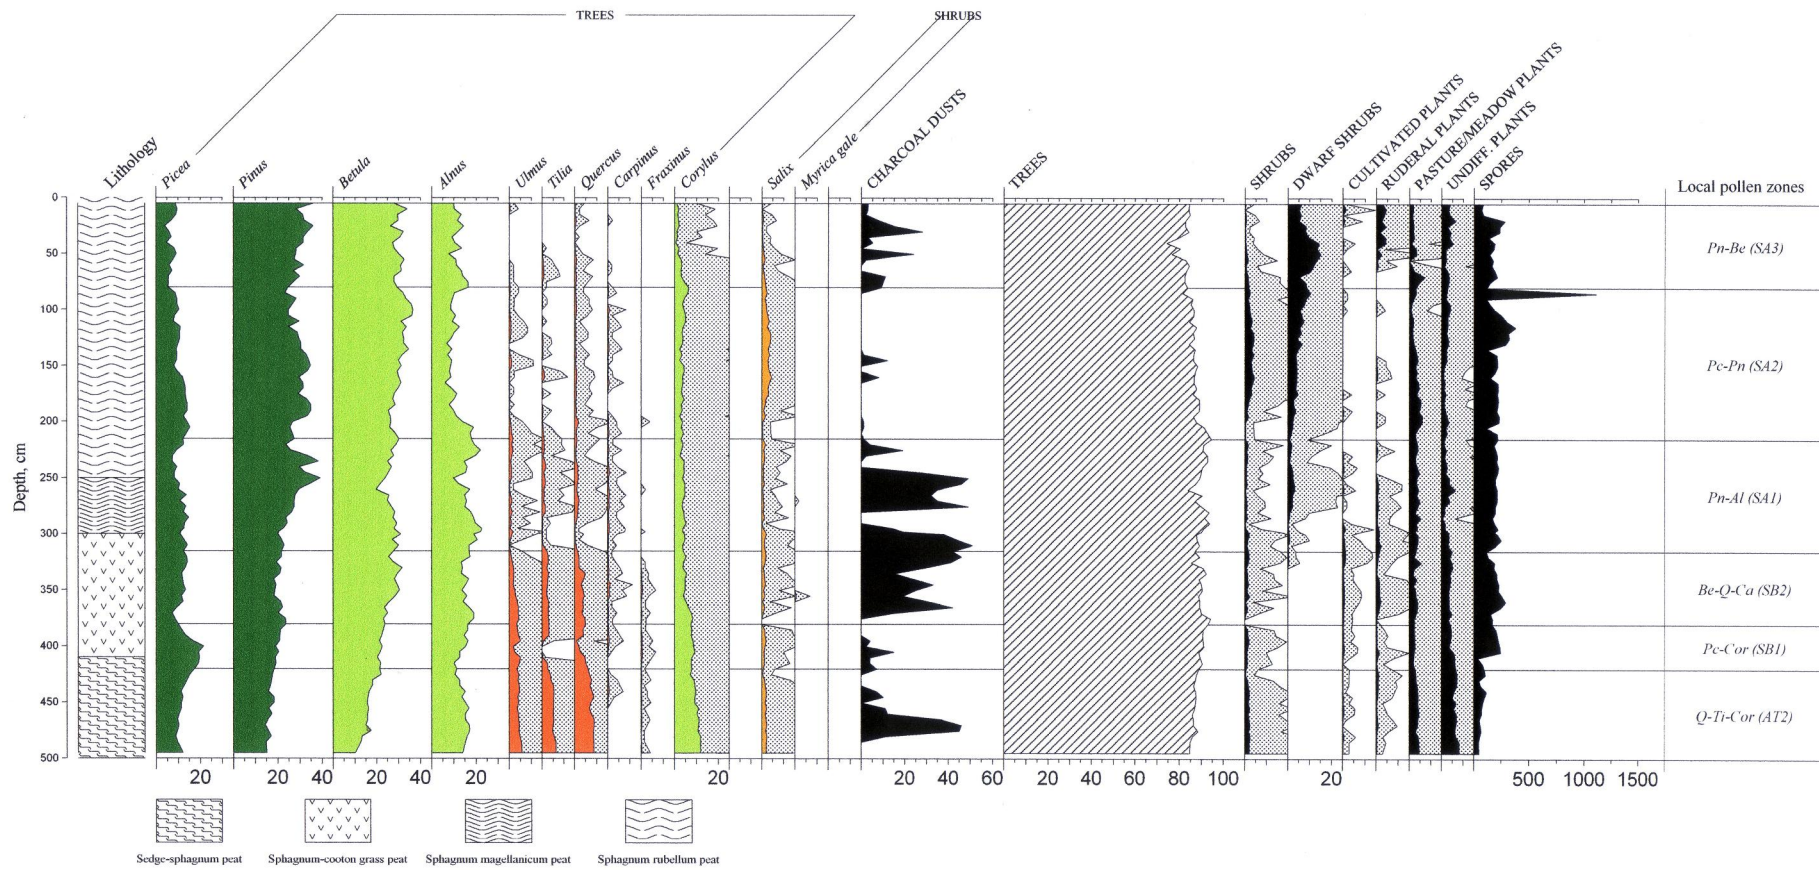 TREES
SHRUBS
Lithology
Picea
Pinus
Betula
Alnus
Ulmus
Tilia
Quercus
Carpinus
Fraxinus
Corylus
Salix
Myrica gale
CHARCOAL DUSTS
TREES
SHRUBS
DWARF SHRUBS
CULTIVATED PLANTS
RUDERAL PLANTS
PASTURE/MEADOW PLANTS
UNDIFF. PLANTS
SPORES
Local pollen zones
Depth, cm
0
50
100
150
200
250
300
350
400
450
500
Pn-Be (SA3)
Pc-Pn (SA2)
Pn-Al (SA1)
Be-Q-Ca (SB2)
Pc-Cor (SB1)
Q-Ti-Cor (AT2)
20 20 40 20 40 20 20 20 40 60 20 40 60 80 100 20 500 1000 1500
Sedge-sphagnum peat
Sphagnum-cooton grass peat
Sphagnum magellanicum peat
Sphagnum rubellum peat